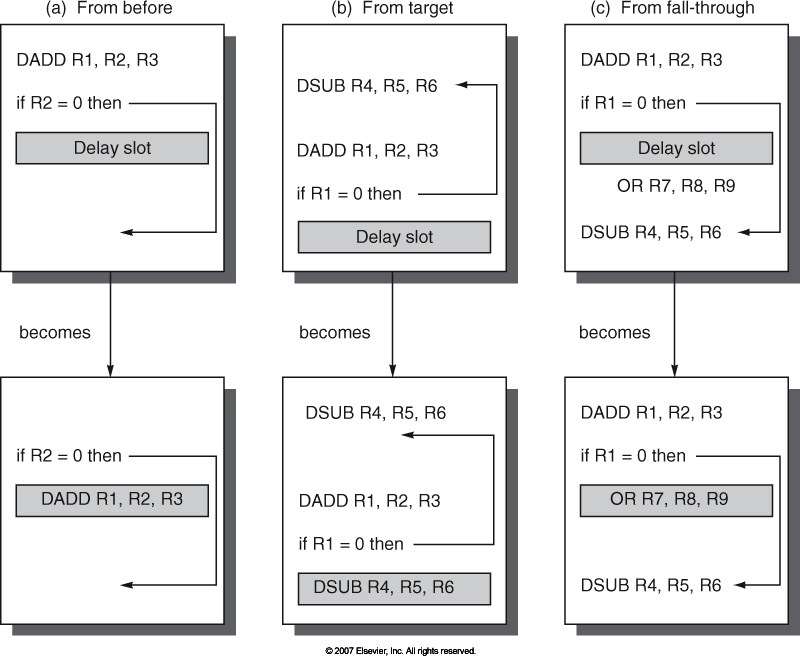 (a) From before
DADD R1, R2, R3
if R2 = 0 then
Delay slot
becomes
if R2 = 0 then
DADD R1, R2, R3
(b) From target
DSUB R4, R5, R6
DADD R1, R2, R3
if R1 = 0 then
Delay slot
becomes
DSUB R4, R5, R6
DADD R1, R2, R3
if R1 = 0 then
DSUB R4, R5, R6
(c) From fall-through
DADD R1, R2, R3
if R1 = 0 then
Delay slot
OR R7, R8, R9
DSUB R4, R5, R6
becomes
DADD R1, R2, R3
if R1 = 0 then
OR R7, R8, R9
DSUB R4, R5, R6
© 2007 Elsevier, Inc. All rights reserved.